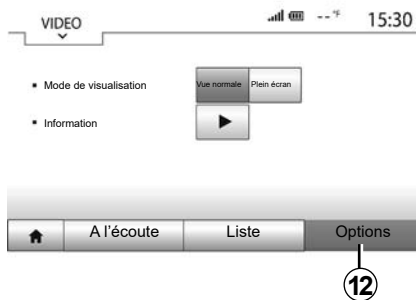 VIDEO
--°F 15:30
Mode de visualisation Vue normale Plein écran
Information
A l'écoute Liste Options
12